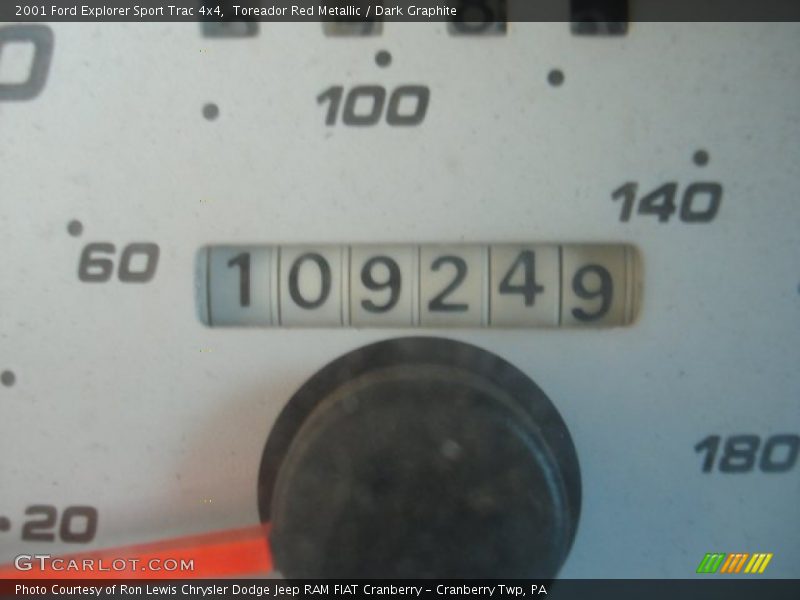 2001 Ford Explorer Sport Trac 4x4,  Toreador Red Metallic / Dark Graphite
100
140
60
109249
180
20
GTCARLOT.COM
Photo Courtesy of Ron Lewis Chrysler Dodge Jeep RAM FIAT Cranberry - Cranberry Twp, PA